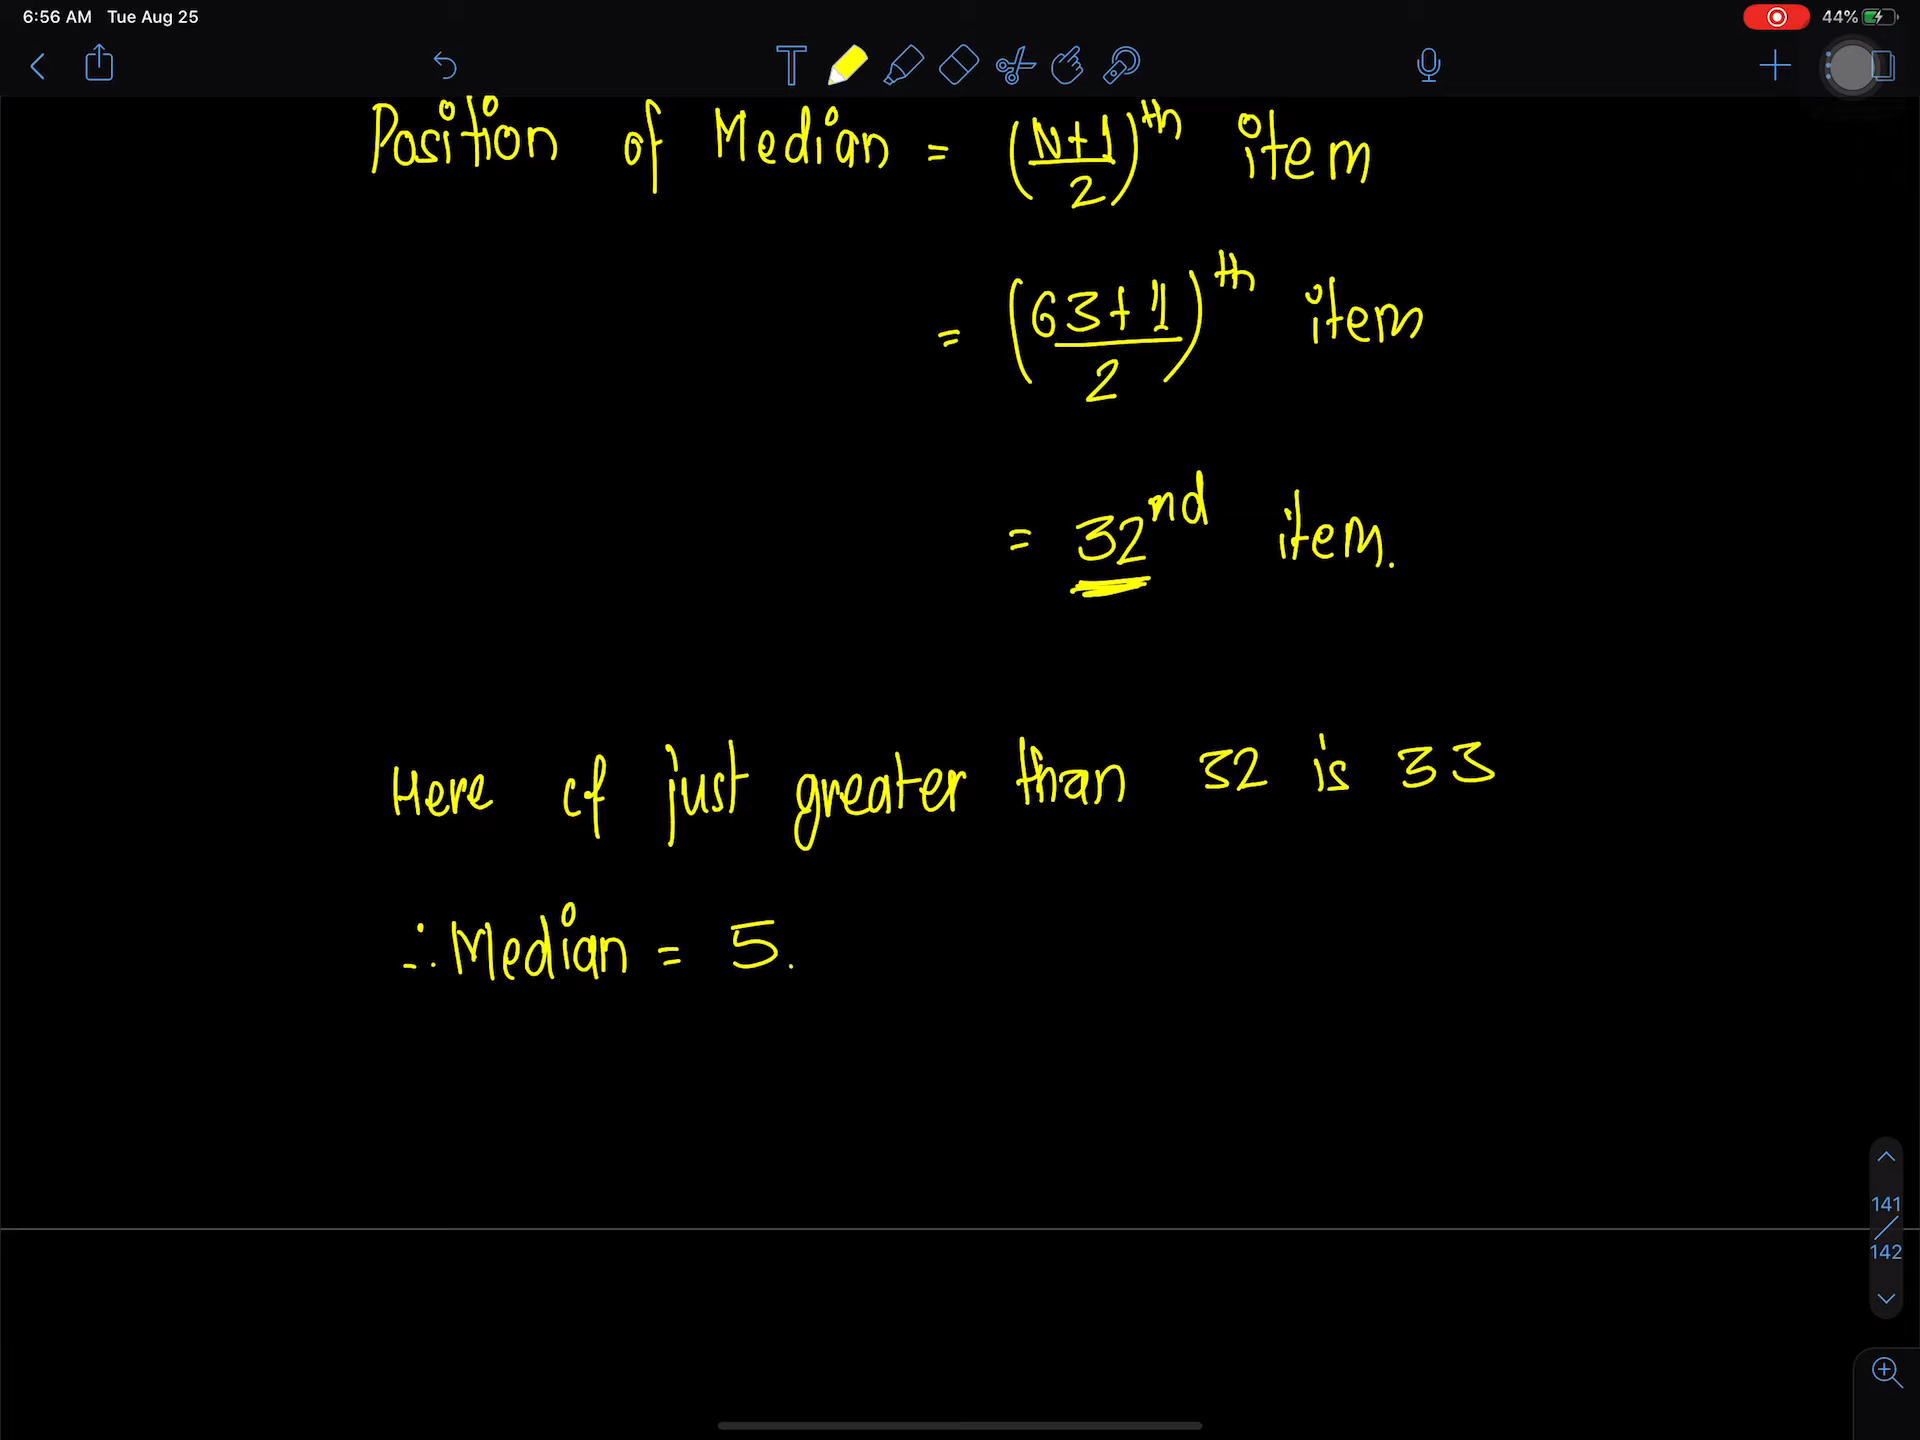 6:56 AM Tue Aug 25 44%
T
Position of Median = (N+1/2)th item
= (63+1/2)th item
= 32nd item.
Here cf just greater than 32 is 33
∴ Median = 5.
141
142